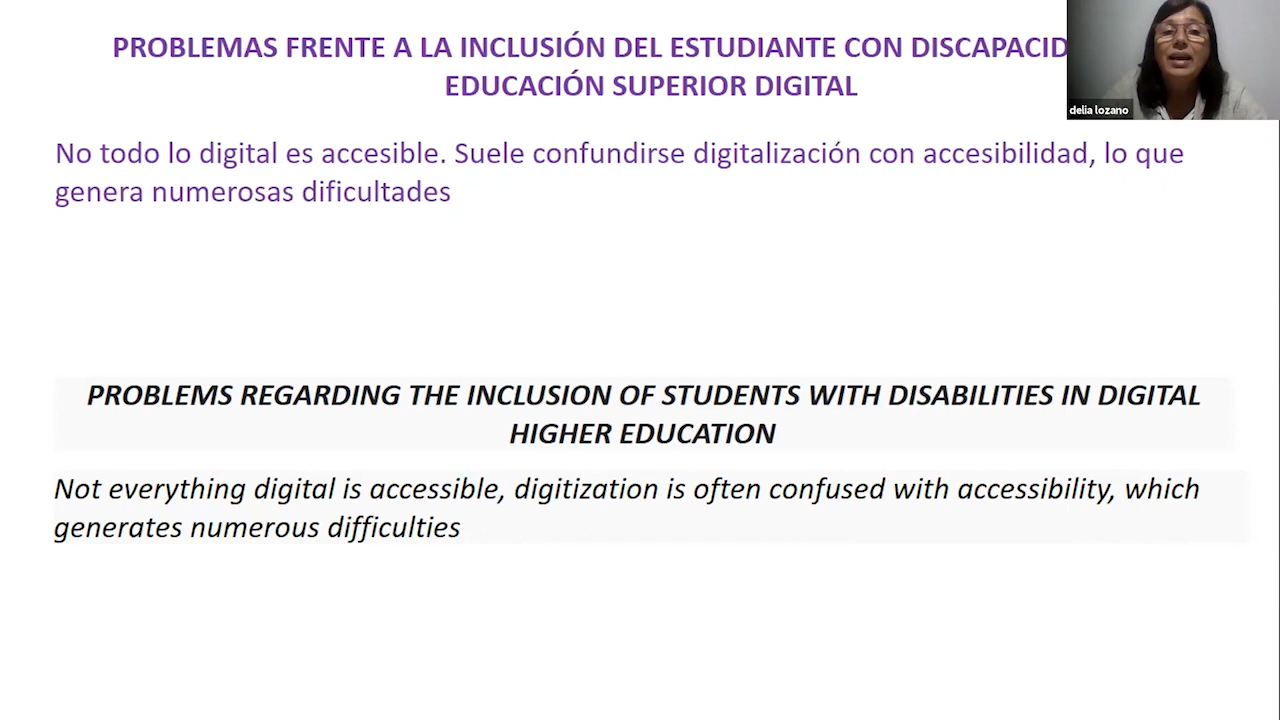 PROBLEMAS FRENTE A LA INCLUSIÓN DEL ESTUDIANTE CON
EDUCACIÓN SUPERIOR DIGITAL
delia lozano
No todo lo digital es accesible. Suele confundirse digitalización con accesibilidad, lo que
genera numerosas dificultades
PROBLEMS REGARDING THE INCLUSION OF STUDENTS WITH DISABILITIES IN DIGITAL
HIGHER EDUCATION
Not everything digital is accessible, digitization is often confused with accessibility, which
generates numerous difficulties